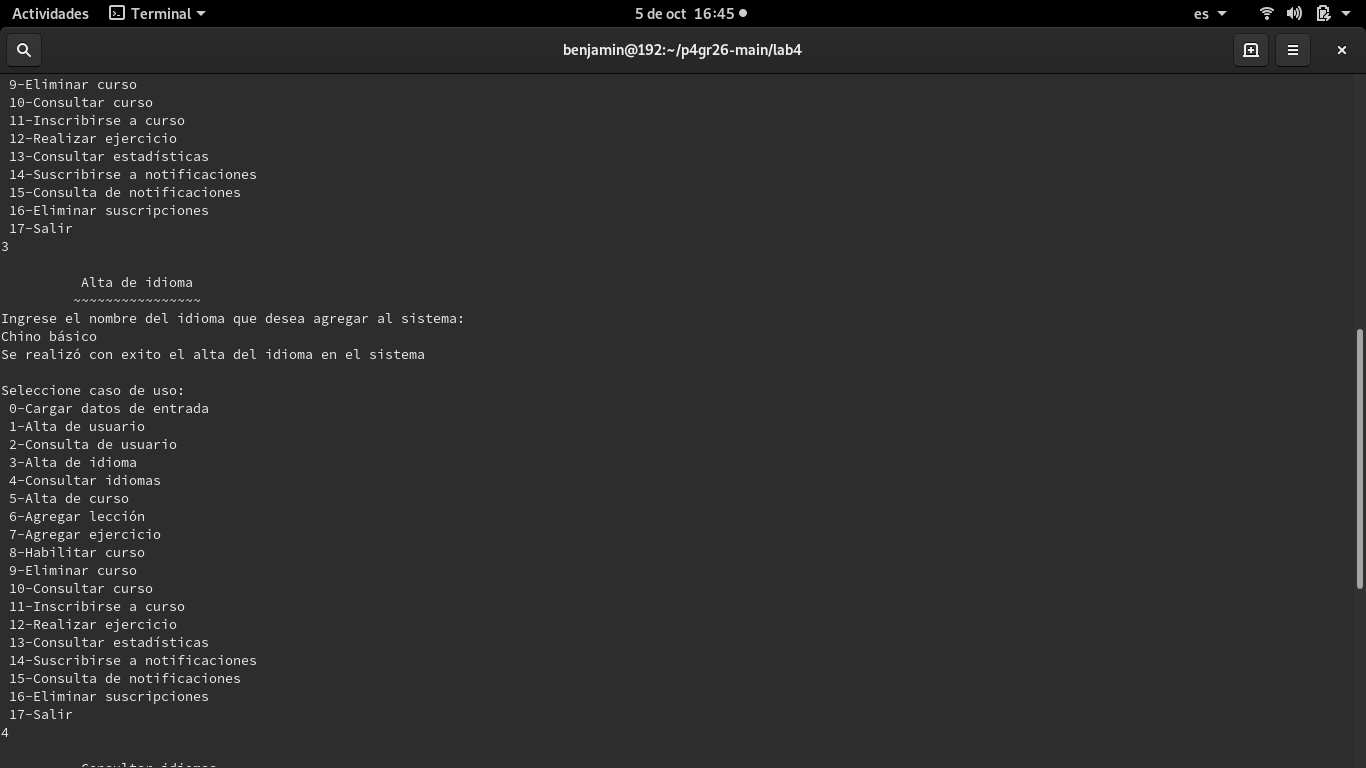 Actividades Terminal 5 de oct 16:45 es
benjamin@192:~/p4gr26-main/lab4
9-Eliminar curso
10-Consultar curso
11-Inscribirse a curso
12-Realizar ejercicio
13-Consultar estadísticas
14-Suscribirse a notificaciones
15-Consulta de notificaciones
16-Eliminar suscripciones
17-Salir
3
Alta de idioma
~~~~~~~~~~~~~~~~
Ingrese el nombre del idioma que desea agregar al sistema:
Chino básico
Se realizó con exito el alta del idioma en el sistema
Seleccione caso de uso:
0-Cargar datos de entrada
1-Alta de usuario
2-Consulta de usuario
3-Alta de idioma
4-Consultar idiomas
5-Alta de curso
6-Agregar lección
7-Agregar ejercicio
8-Habilitar curso
9-Eliminar curso
10-Consultar curso
11-Inscribirse a curso
12-Realizar ejercicio
13-Consultar estadísticas
14-Suscribirse a notificaciones
15-Consulta de notificaciones
16-Eliminar suscripciones
17-Salir
4
Consultar idiomas